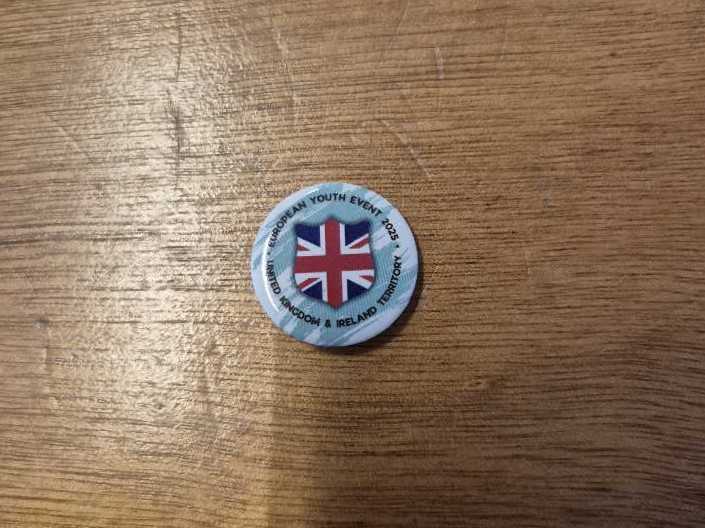 EUROPEAN YOUTH EVENT 2025
UNITED KINGDOM & IRELAND TERRITORY